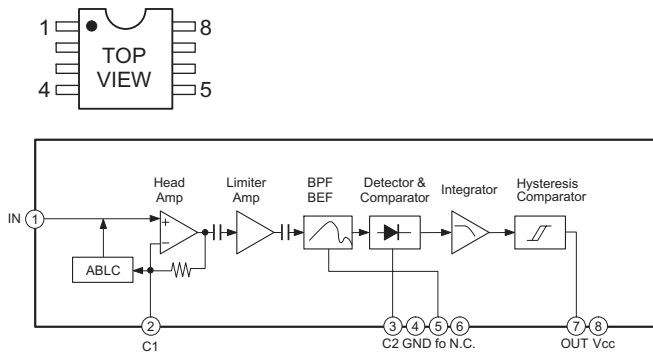 1 8
TOP
VIEW
4 5
Head
Amp
Limiter
Amp
BPF
BEF
Detector &
Comparator
Integrator
Hysteresis
Comparator
IN 1
+
−
ABLC
2 3 4 5 6 7 8
C1 C2 GND fo N.C. OUT Vcc